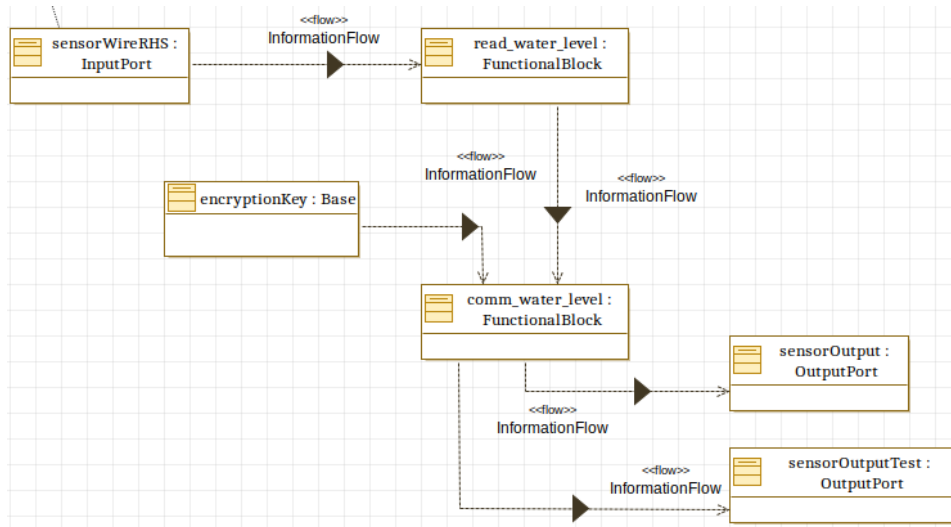 <<flow>>
InformationFlow
sensorWireRHS :
InputPort
read_water_level :
FunctionalBlock
<<flow>>
InformationFlow
<<flow>>
InformationFlow
encryptionKey : Base
comm_water_level :
FunctionalBlock
sensorOutput :
OutputPort
<<flow>>
InformationFlow
sensorOutputTest :
OutputPort
<<flow>>
InformationFlow